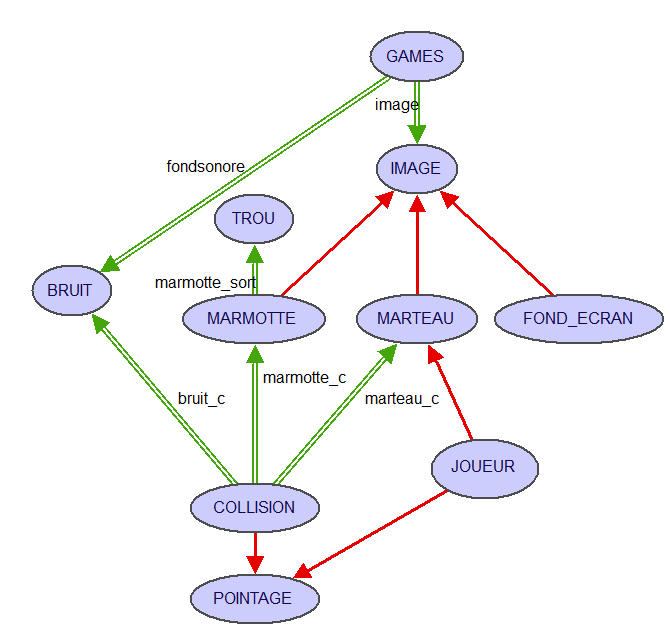 GAMES
image
fondsonore
IMAGE
TROU
marmotte_sort
BRUIT
MARMOTTE
MARTEAU
FOND_ECRAN
marmotte_c
bruit_c
marteau_c
JOUEUR
COLLISION
POINTAGE